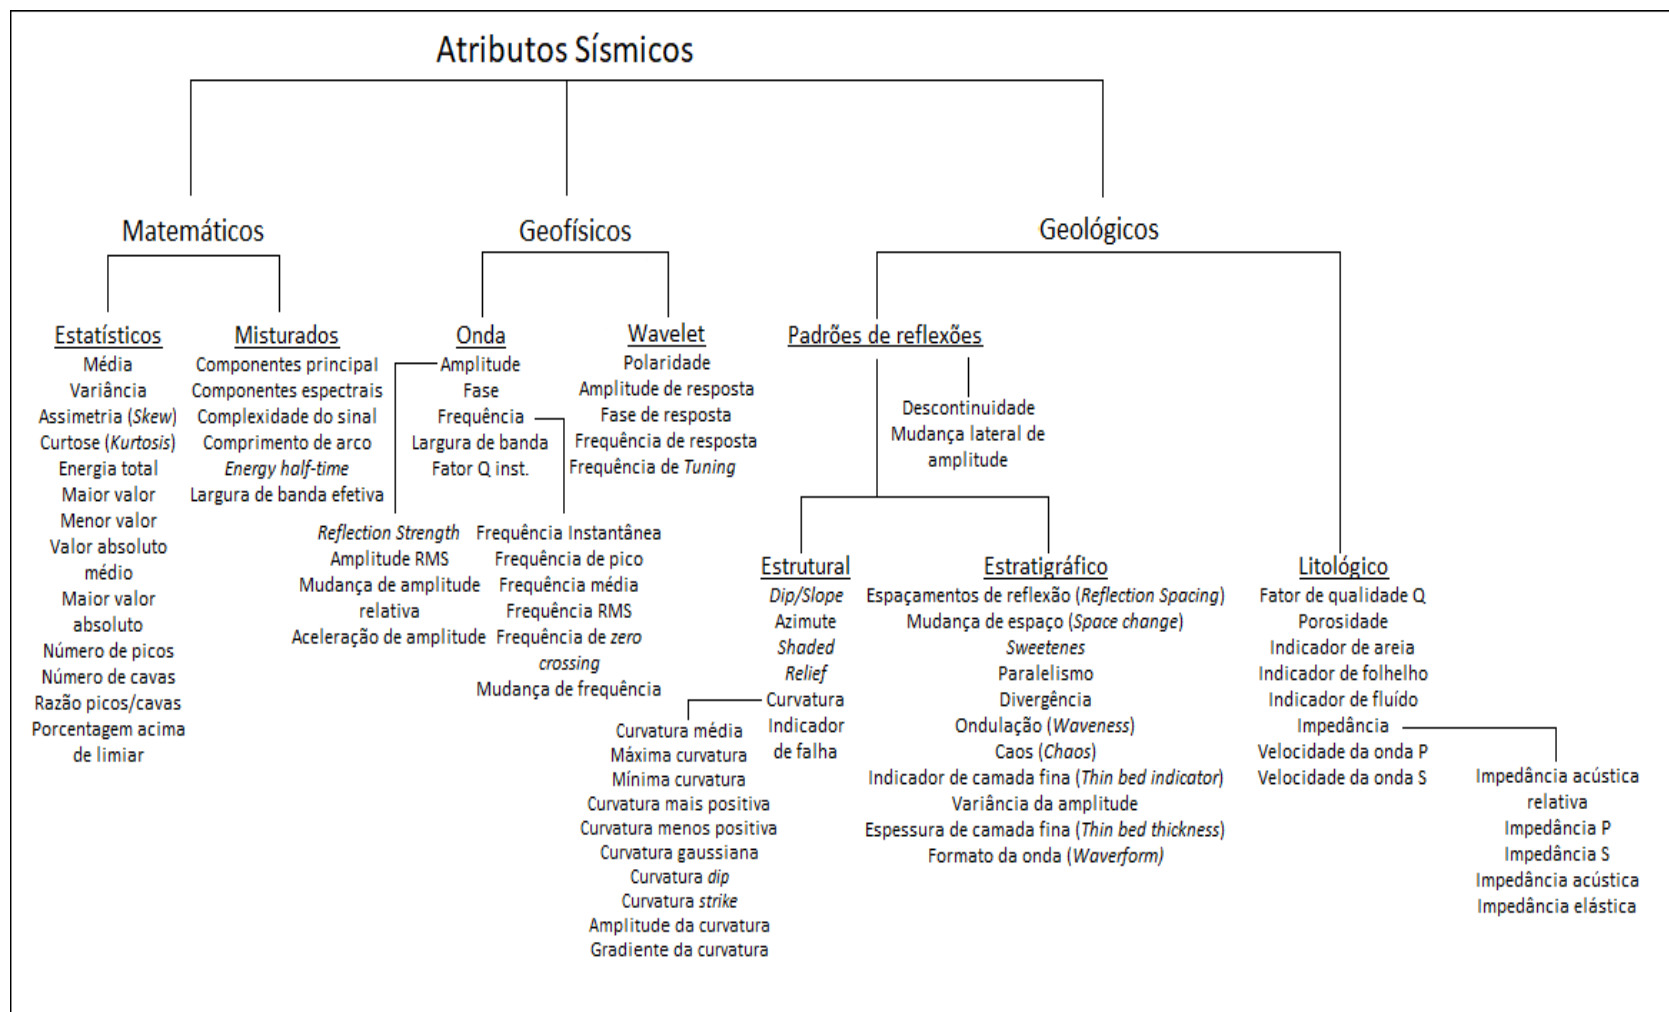 Atributos Sísmicos
Matemáticos
Geofísicos
Geológicos
Estatísticos
Média
Variância
Assimetria (Skew)
Curtose (Kurtosis)
Energia total
Maior valor
Menor valor
Valor absoluto
médio
Maior valor
absoluto
Número de picos
Número de cavas
Razão picos/cavas
Porcentagem acima
de limiar
Misturados
Componentes principal
Componentes espectrais
Complexidade do sinal
Comprimento de arco
Energy half-time
Largura de banda efetiva
Onda
Amplitude
Fase
Frequência
Largura de banda
Fator Q inst.
Reflection Strength
Amplitude RMS
Mudança de amplitude
relativa
Aceleração de amplitude
Frequência Instantânea
Frequência de pico
Frequência média
Frequência RMS
Frequência de zero
crossing
Mudança de frequência
Wavelet
Polaridade
Amplitude de resposta
Fase de resposta
Frequência de resposta
Frequência de Tuning
Padrões de reflexões
Descontinuidade
Mudança lateral de
amplitude
Estrutural
Dip/Slope
Azimute
Shaded
Relief
Curvatura
Indicador
de falha
Curvatura média
Máxima curvatura
Mínima curvatura
Curvatura mais positiva
Curvatura menos positiva
Curvatura gaussiana
Curvatura dip
Curvatura strike
Amplitude da curvatura
Gradiente da curvatura
Estratigráfico
Espaçamentos de reflexão (Reflection Spacing)
Mudança de espaço (Space change)
Sweetenes
Paralelismo
Divergência
Ondulação (Waveness)
Caos (Chaos)
Indicador de camada fina (Thin bed indicator)
Variância da amplitude
Espessura de camada fina (Thin bed thickness)
Formato da onda (Waverform)
Litológico
Fator de qualidade Q
Porosidade
Indicador de areia
Indicador de folhelho
Indicador de fluído
Impedância
Velocidade da onda P
Velocidade da onda S
Impedância acústica
relativa
Impedância P
Impedância S
Impedância acústica
Impedância elástica